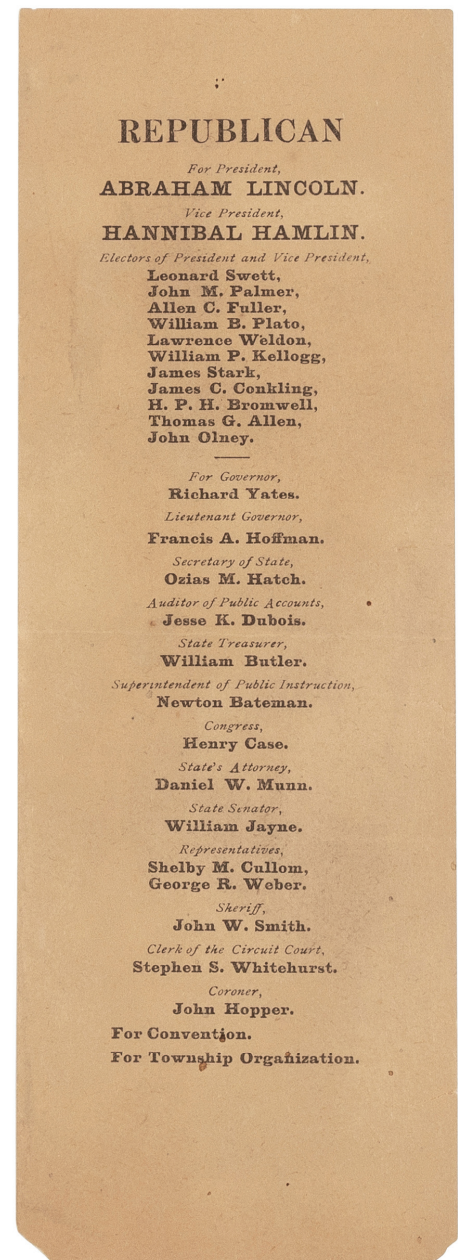 REPUBLICAN
For President,
ABRAHAM LINCOLN.
Vice President,
HANNIBAL HAMLIN.
Electors of President and Vice President,
Leonard Swett,
John M. Palmer,
Allen C. Fuller,
William B. Plato,
Lawrence Weldon,
William P. Kellogg,
James Stark,
James C. Conkling,
H. P. H. Bromwell,
Thomas G. Allen,
John Olney.
For Governor,
Richard Yates.
Lieutenant Governor,
Francis A. Hoffman.
Secretary of State,
Ozias M. Hatch.
Auditor of Public Accounts,
Jesse K. Dubois.
State Treasurer,
William Butler.
Superintendent of Public Instruction,
Newton Bateman.
Congress,
Henry Case.
State's Attorney,
Daniel W. Munn.
State Senator,
William Jayne.
Representatives,
Shelby M. Cullom,
George R. Weber.
Sheriff,
John W. Smith.
Clerk of the Circuit Court,
Stephen S. Whitehurst.
Coroner,
John Hopper.
For Convention.
For Township Organization.